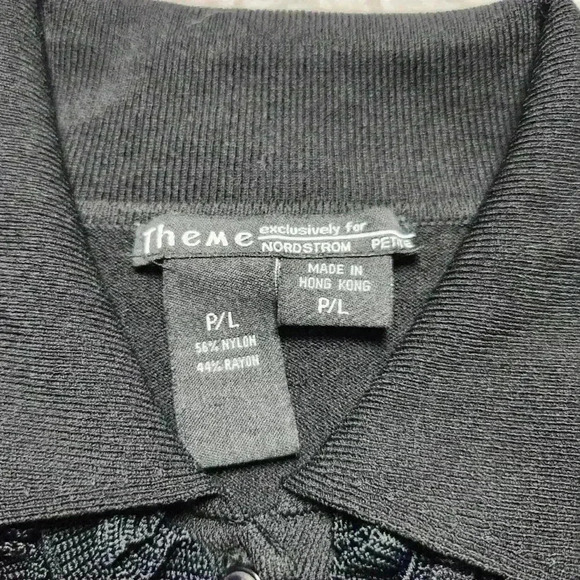 Theme exclusively for
NORDSTROM PETITE
MADE IN
HONG KONG
P/L
P/L
56% NYLON
44% RAYON